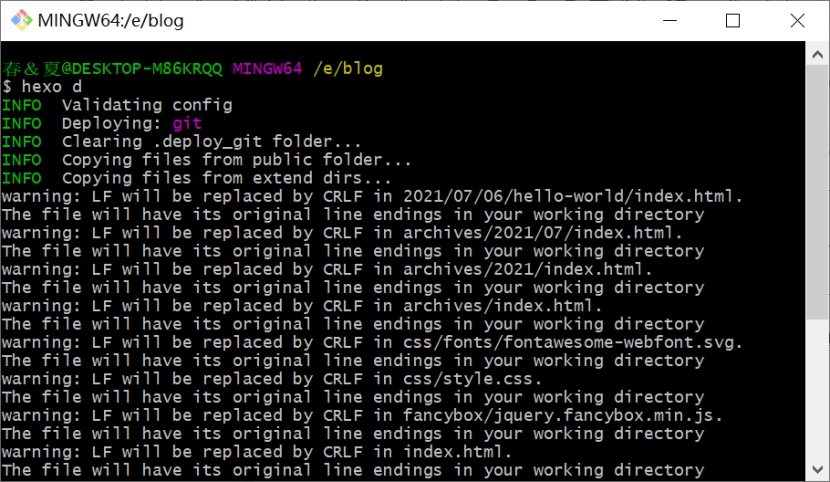 MINGW64:/e/blog
春&夏@DESKTOP-M86KRQQ MINGW64 /e/blog
$ hexo d
INFO  Validating config
INFO  Deploying: git
INFO  Clearing .deploy_git folder...
INFO  Copying files from public folder...
INFO  Copying files from extend dirs...
warning: LF will be replaced by CRLF in 2021/07/06/hello-world/index.html.
The file will have its original line endings in your working directory
warning: LF will be replaced by CRLF in archives/2021/07/index.html.
The file will have its original line endings in your working directory
warning: LF will be replaced by CRLF in archives/2021/index.html.
The file will have its original line endings in your working directory
warning: LF will be replaced by CRLF in archives/index.html.
The file will have its original line endings in your working directory
warning: LF will be replaced by CRLF in css/fonts/fontawesome-webfont.svg.
The file will have its original line endings in your working directory
warning: LF will be replaced by CRLF in css/style.css.
The file will have its original line endings in your working directory
warning: LF will be replaced by CRLF in fancybox/jquery.fancybox.min.js.
The file will have its original line endings in your working directory
warning: LF will be replaced by CRLF in index.html.
The file will have its original line endings in your working directory